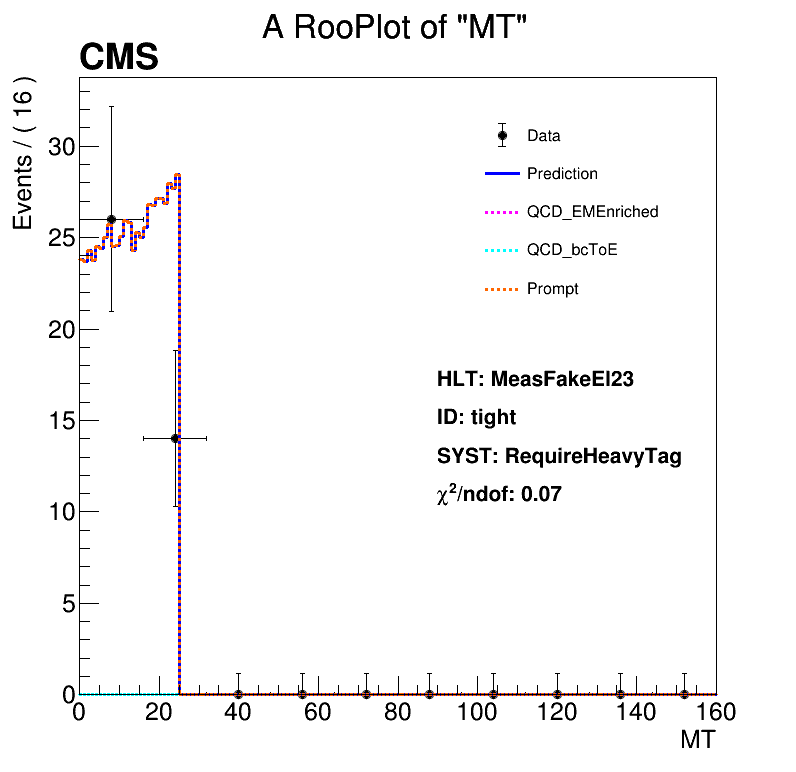 A RooPlot of "MT"
CMS
Events / ( 16 )
30
25
20
15
10
5
0
Data
Prediction
QCD_EMEnriched
QCD_bcToE
Prompt
HLT: MeasFakeEl23
ID: tight
SYST: RequireHeavyTag
χ²/ndof: 0.07
0 20 40 60 80 100 120 140 160
MT